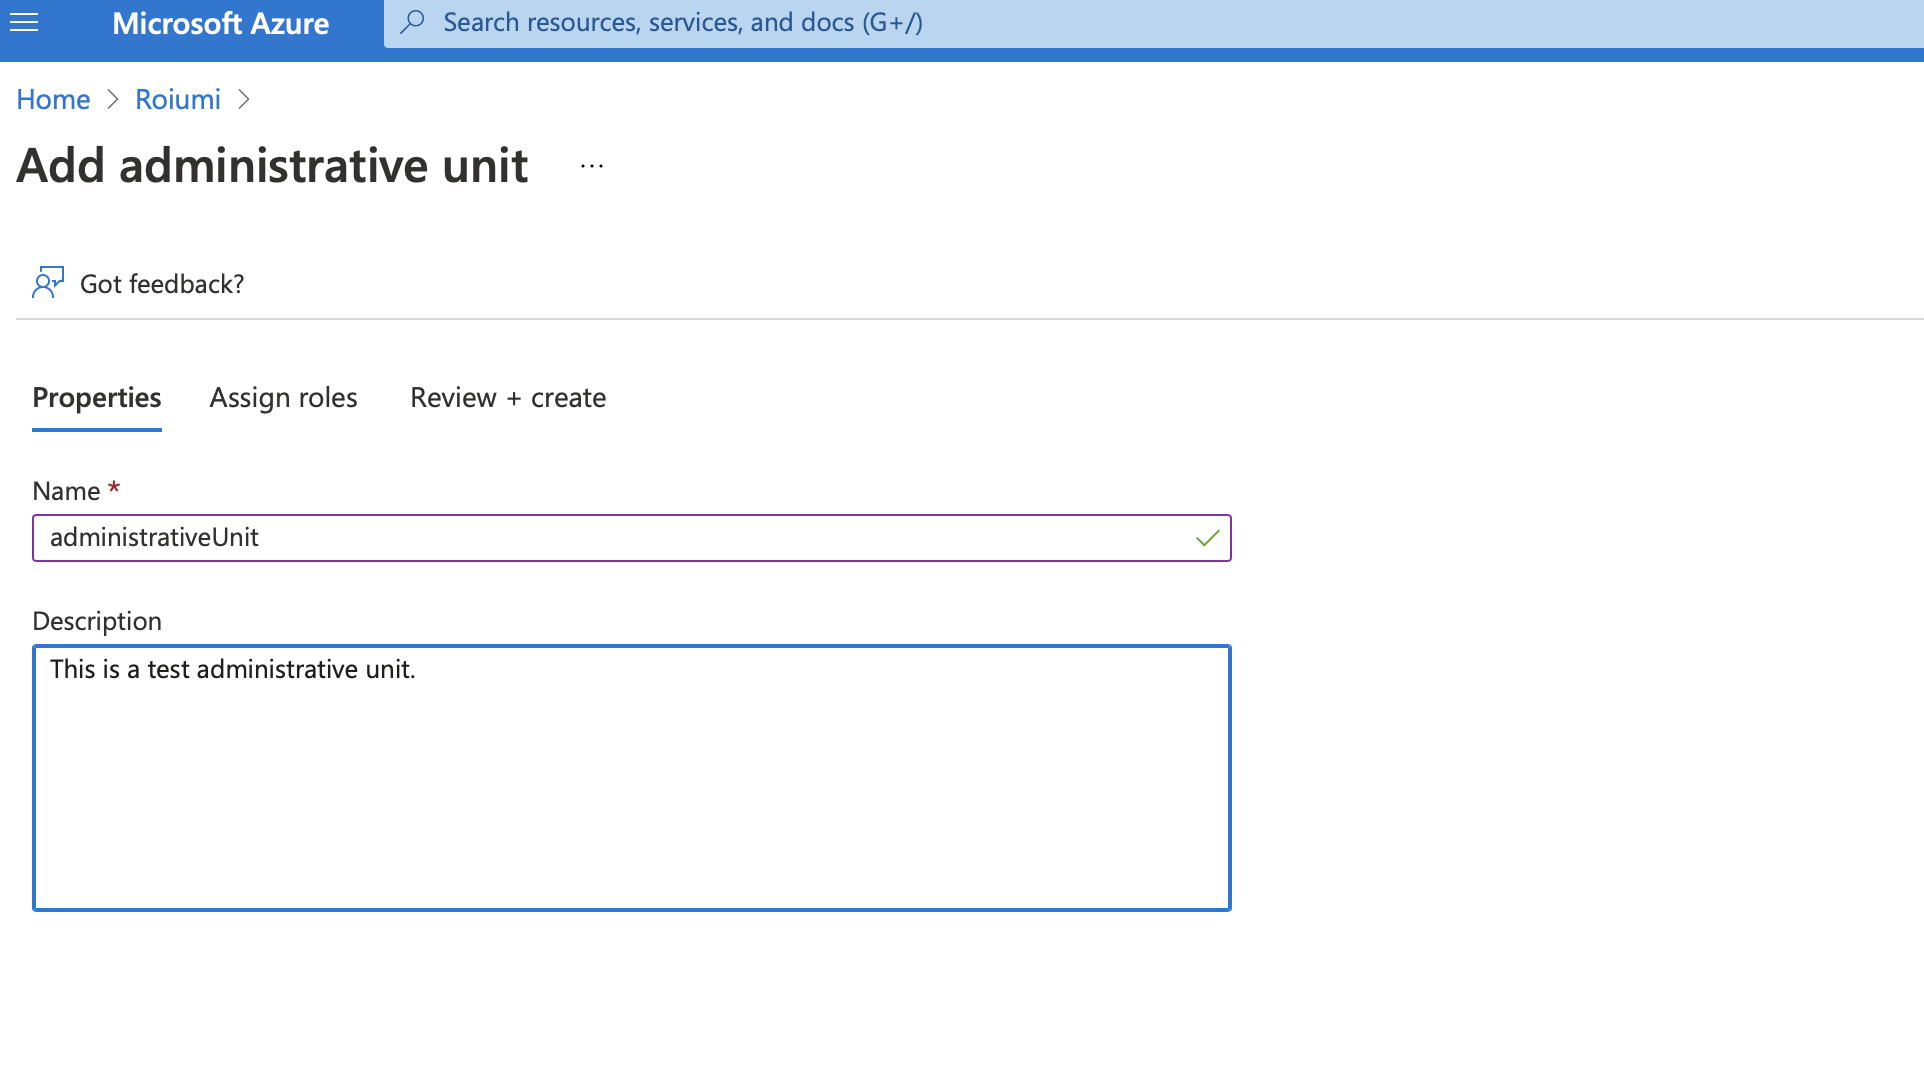 Microsoft Azure
Search resources, services, and docs (G+/)
Home > Roiumi >
Add administrative unit ...
Got feedback?
Properties Assign roles Review + create
Name *
administrativeUnit
Description
This is a test administrative unit.